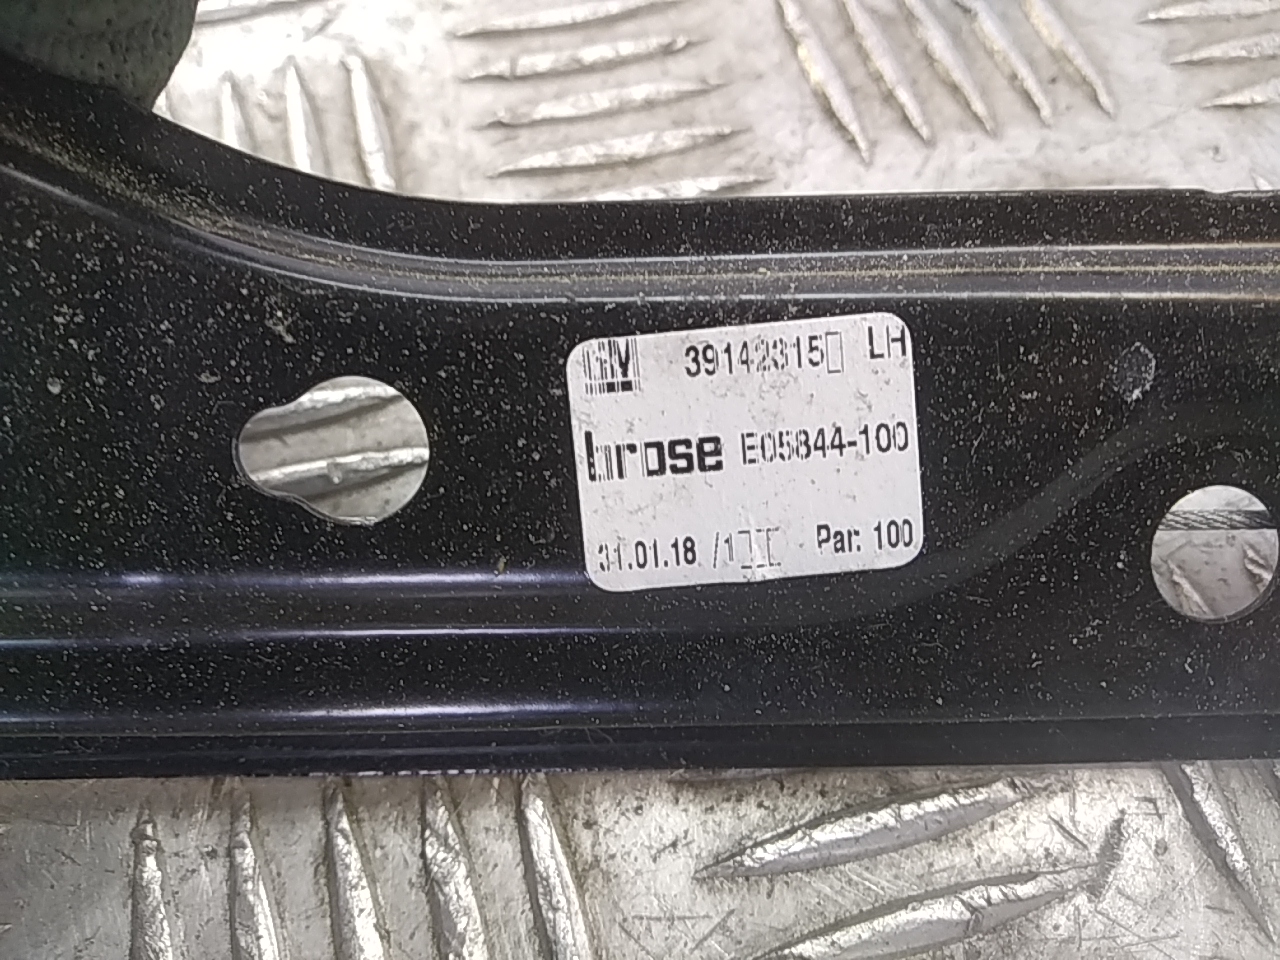 GM 39142315 LH
brose E05844-100
31.01.18 /1 Par: 100